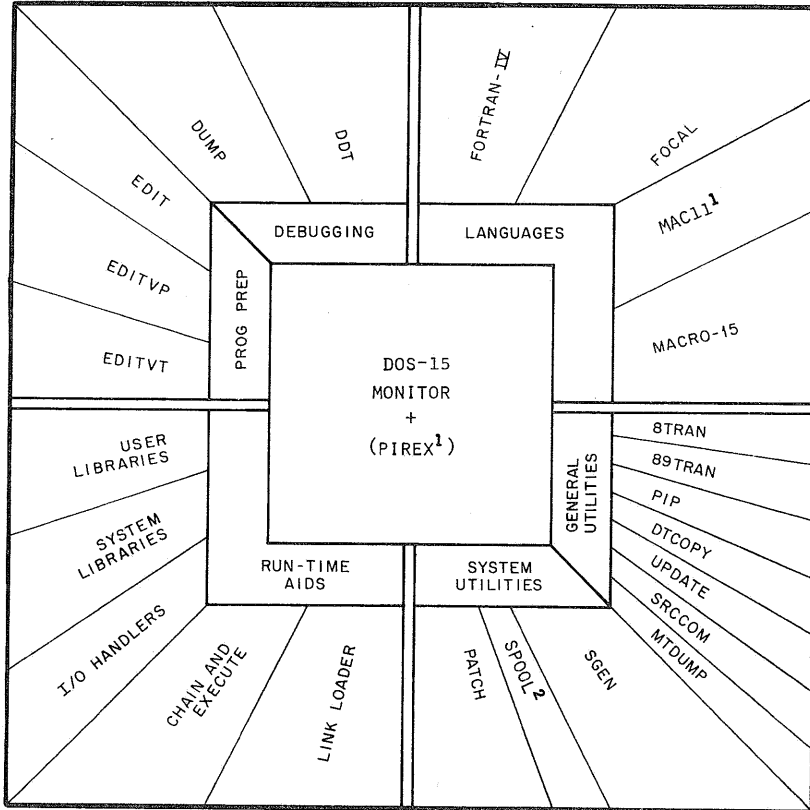 DUMP
DDT
FORTRAN-IV
FOCAL
EDIT
MAC11¹
DEBUGGING
LANGUAGES
EDITVP
PROG PREP
EDITVT
MACRO-15
DOS-15
MONITOR
+
(PIREX¹)
USER
LIBRARIES
SYSTEM
LIBRARIES
I/O HANDLERS
CHAIN AND
EXECUTE
LINK LOADER
RUN-TIME
AIDS
SYSTEM
UTILITIES
GENERAL
UTILITIES
8TRAN
89TRAN
PIP
DTCOPY
UPDATE
SRCCOM
MTDUMP
PATCH
SPOOL²
SGEN